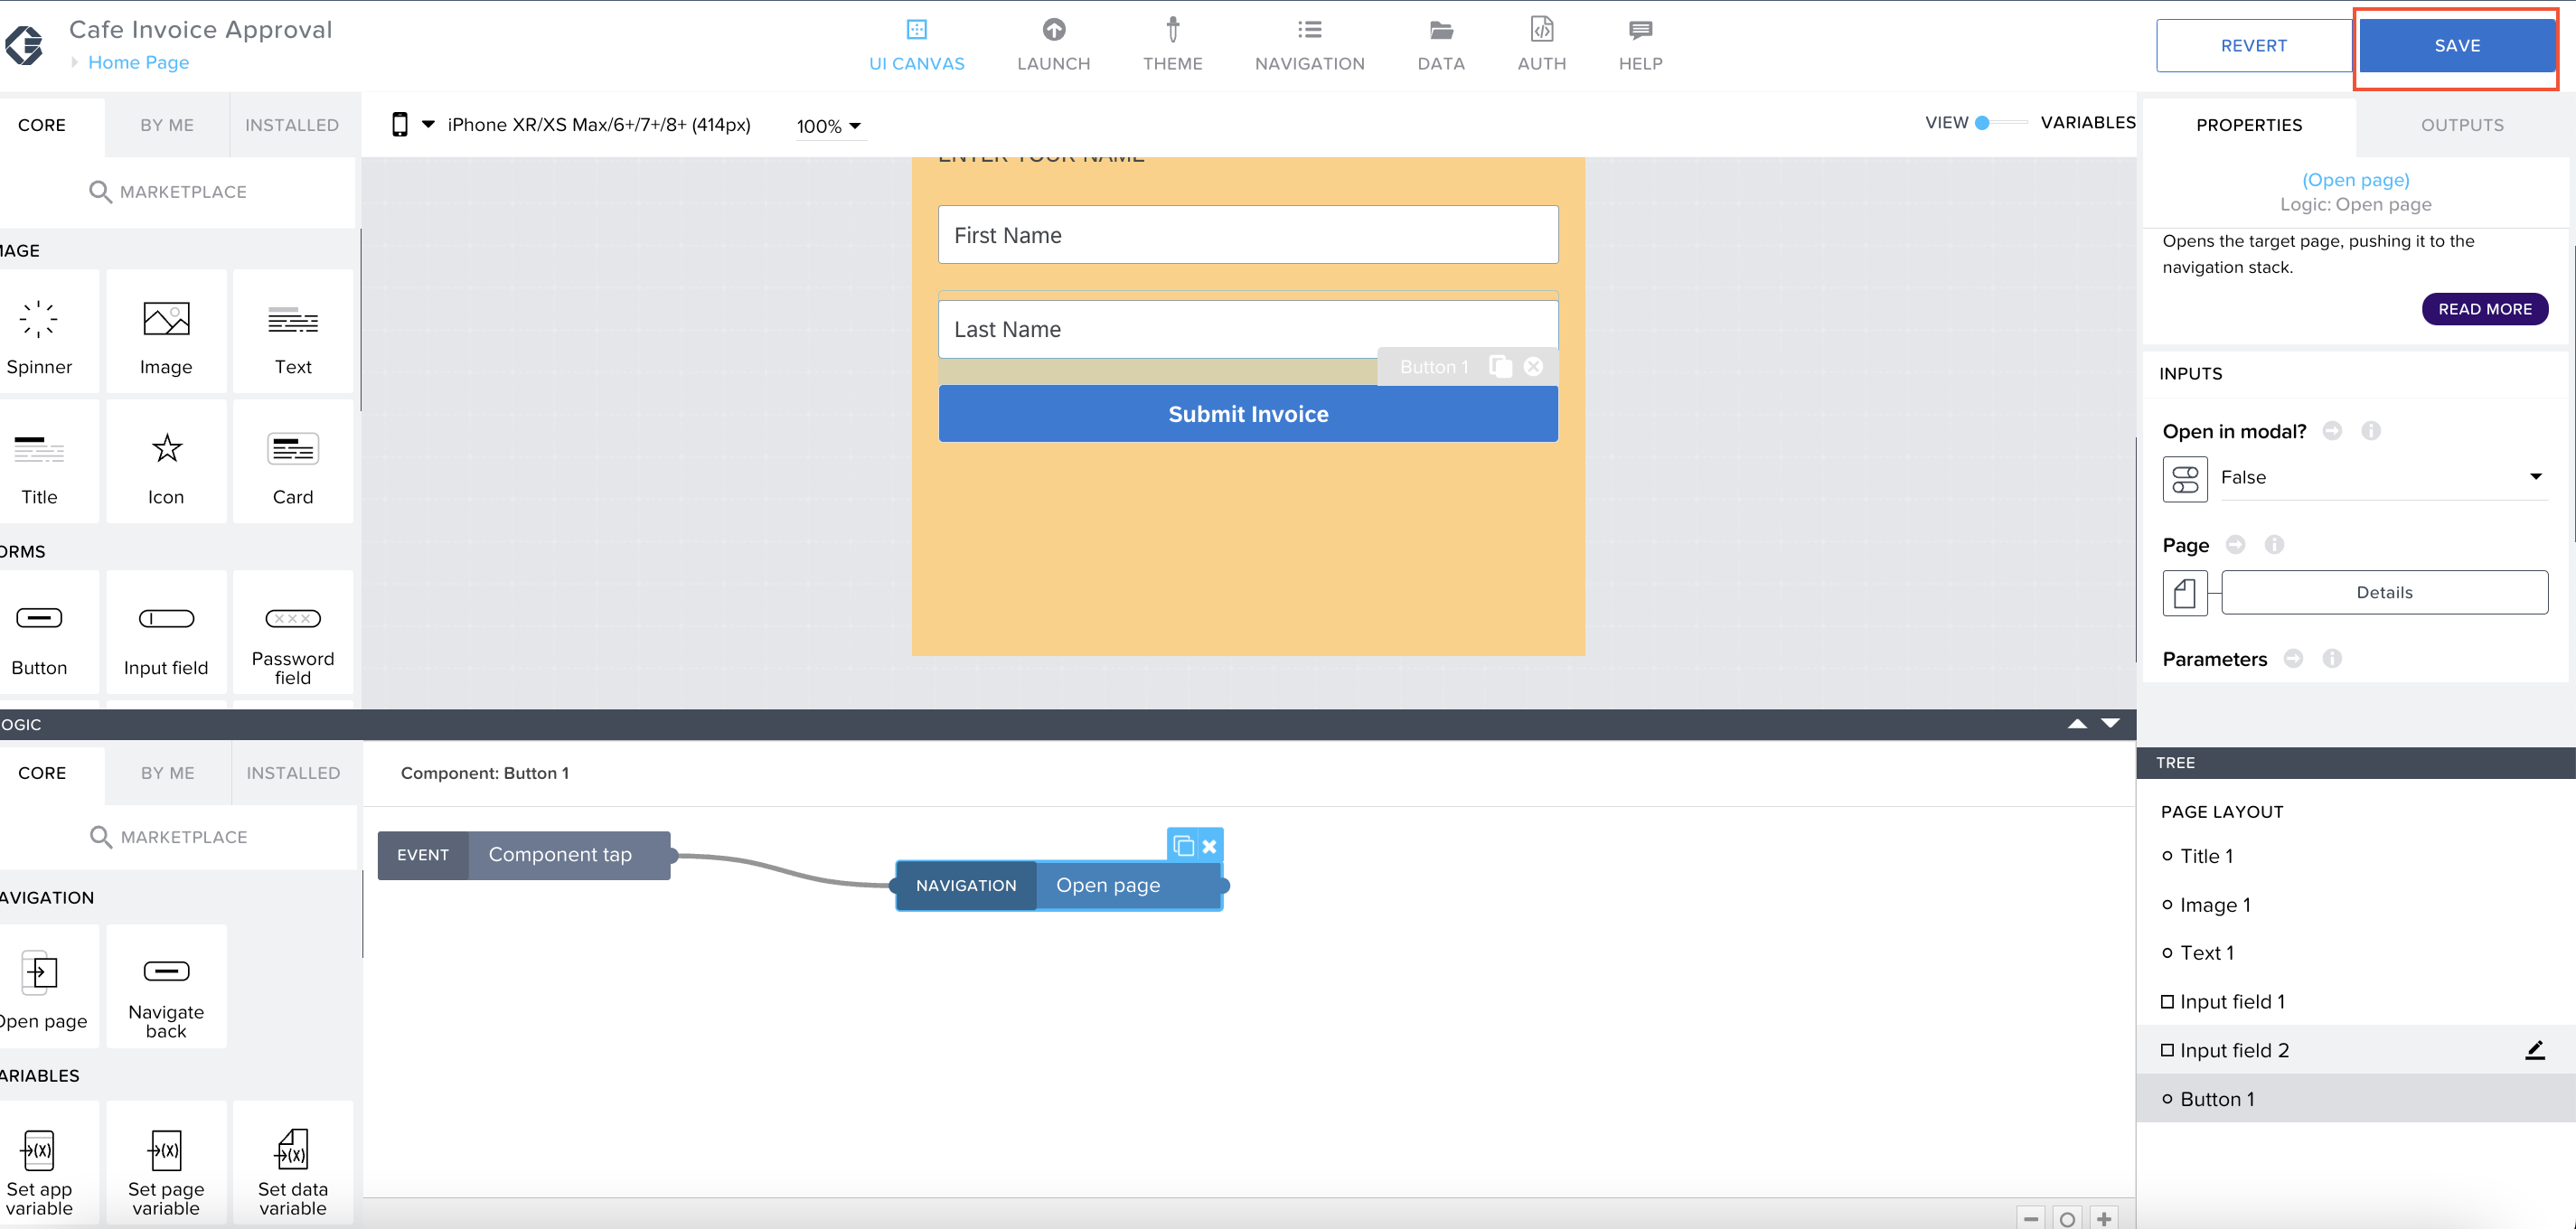 Cafe Invoice Approval
Home Page
UI CANVAS
LAUNCH
THEME
NAVIGATION
DATA
AUTH
HELP
REVERT
SAVE
CORE
BY ME
INSTALLED
iPhone XR/XS Max/6+/7+/8+ (414px)
100%
VIEW
VARIABLES
PROPERTIES
OUTPUTS
MARKETPLACE
MAGE
Spinner
Image
Text
Title
Icon
Card
ORMS
Button
Input field
Password
field
ENTER YOUR NAME
First Name
Last Name
Button 1
Submit Invoice
(Open page)
Logic: Open page
Opens the target page, pushing it to the
navigation stack.
READ MORE
INPUTS
Open in modal?
False
Page
Details
Parameters
OGIC
CORE
BY ME
INSTALLED
MARKETPLACE
AVIGATION
Open page
Navigate
back
ARIABLES
Set app
variable
Set page
variable
Set data
variable
Component: Button 1
EVENT
Component tap
NAVIGATION
Open page
TREE
PAGE LAYOUT
Title 1
Image 1
Text 1
Input field 1
Input field 2
Button 1